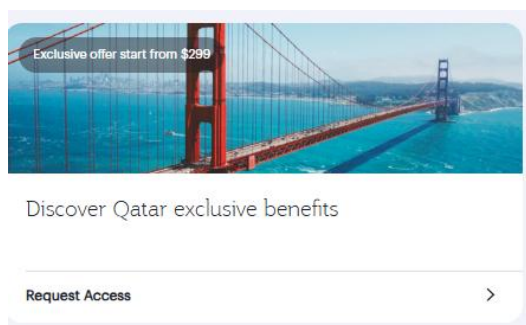 Exclusive offer start from $299
Discover Qatar exclusive benefits
Request Access